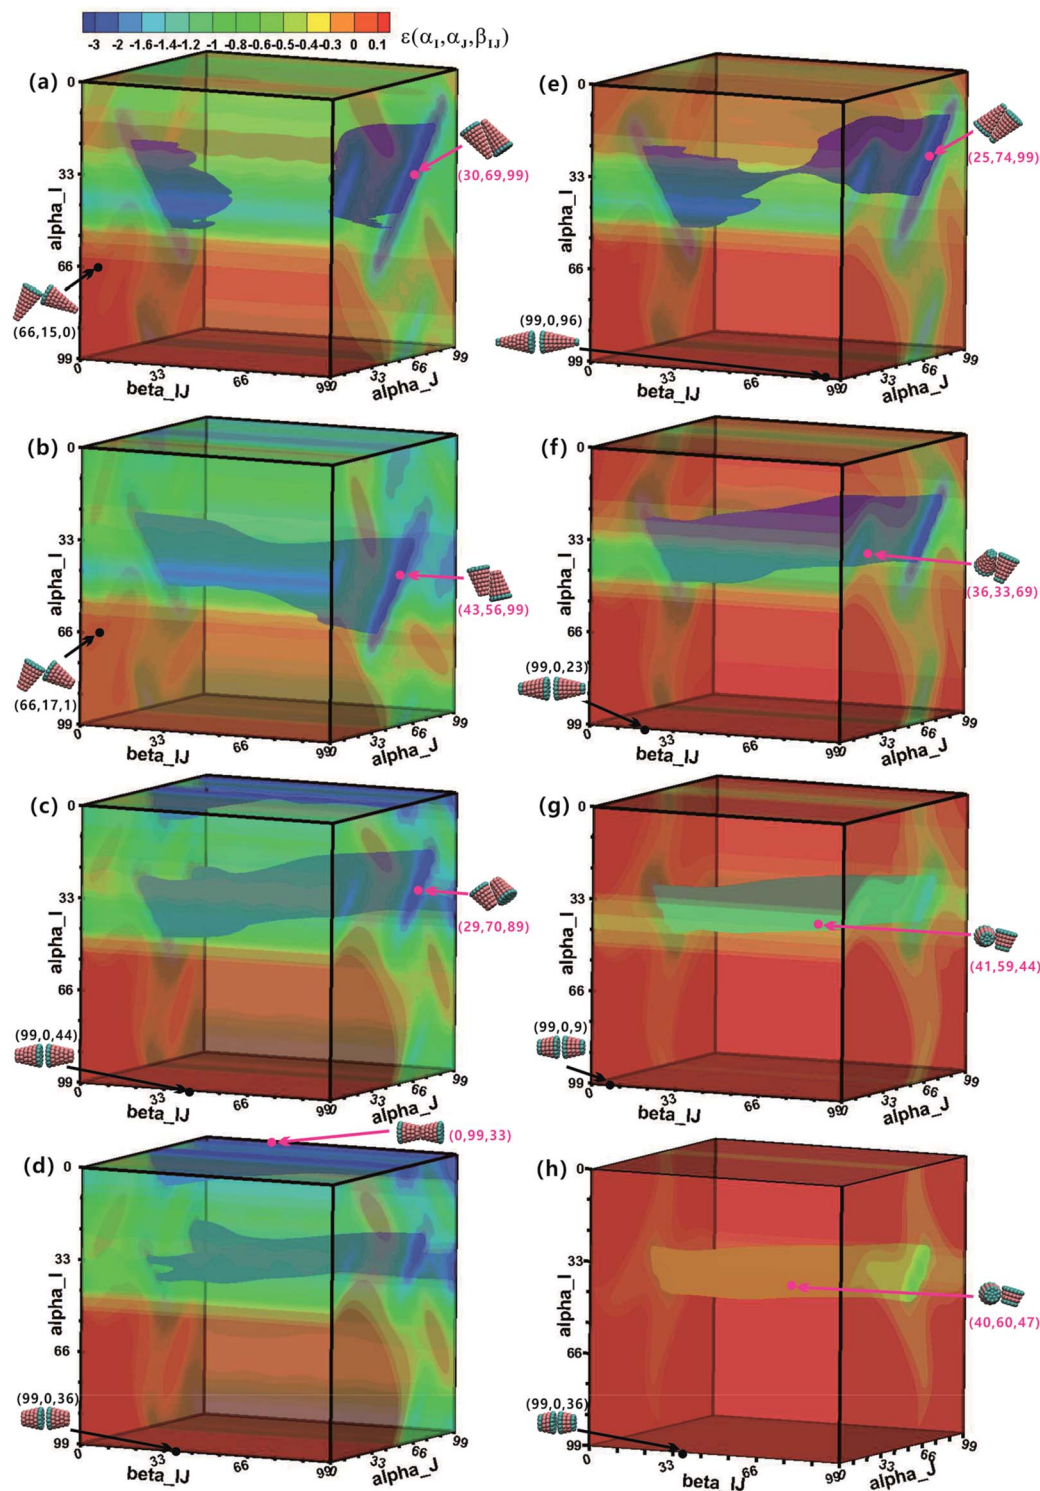 -3 -2 -1.6 -1.4 -1.2 -1 -0.8 -0.6 -0.4 -0.3 0 0.1
ε(α_I,α_J,β_IJ)
(a)
0
33
66
99
alpha_I
(30,69,99)
(66,15,0)
0 33 66 99
beta_IJ
0 33 66 99
alpha_J
(e)
0
33
66
99
alpha_I
(25,74,99)
(99,0,96)
0 33 66 99
beta_IJ
0 33 66 99
alpha_J
(b)
0
33
66
99
alpha_I
(43,56,99)
(66,17,1)
0 33 66 99
beta_IJ
0 33 66 99
alpha_J
(f)
0
33
66
99
alpha_I
(36,33,69)
(99,0,23)
0 33 66 99
beta_IJ
0 33 66 99
alpha_J
(c)
0
33
66
99
alpha_I
(29,70,89)
(99,0,44)
0 33 66 99
beta_IJ
0 33 66 99
alpha_J
(g)
0
33
66
99
alpha_I
(41,59,44)
(99,0,9)
0 33 66 99
beta_IJ
0 33 66 99
alpha_J
(d)
(0,99,33)
0
33
66
99
alpha_I
(99,0,36)
0 33 66 99
beta_IJ
0 33 66 99
alpha_J
(h)
0
33
66
99
alpha_I
(40,60,47)
(99,0,36)
0 33 66 99
beta_IJ
0 33 66 99
alpha_J